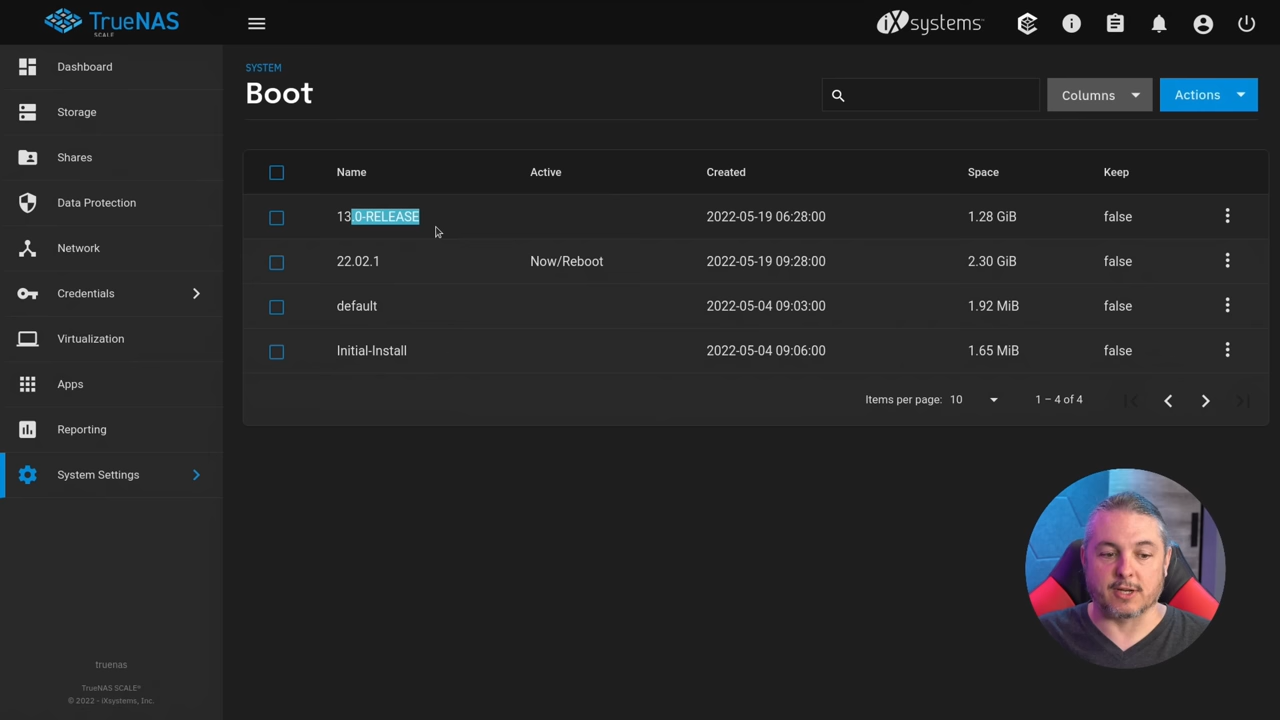 TrueNAS
SCALE
iXsystems™
Dashboard
Storage
Shares
Data Protection
Network
Credentials
Virtualization
Apps
Reporting
System Settings
truenas
TrueNAS SCALE®
© 2022 - iXsystems, Inc.
SYSTEM
Boot
Columns
Actions
Name Active Created Space Keep
13.0-RELEASE 2022-05-19 06:28:00 1.28 GiB false
22.02.1 Now/Reboot 2022-05-19 09:28:00 2.30 GiB false
default 2022-05-04 09:03:00 1.92 MiB false
Initial-Install 2022-05-04 09:06:00 1.65 MiB false
Items per page: 10 1 – 4 of 4